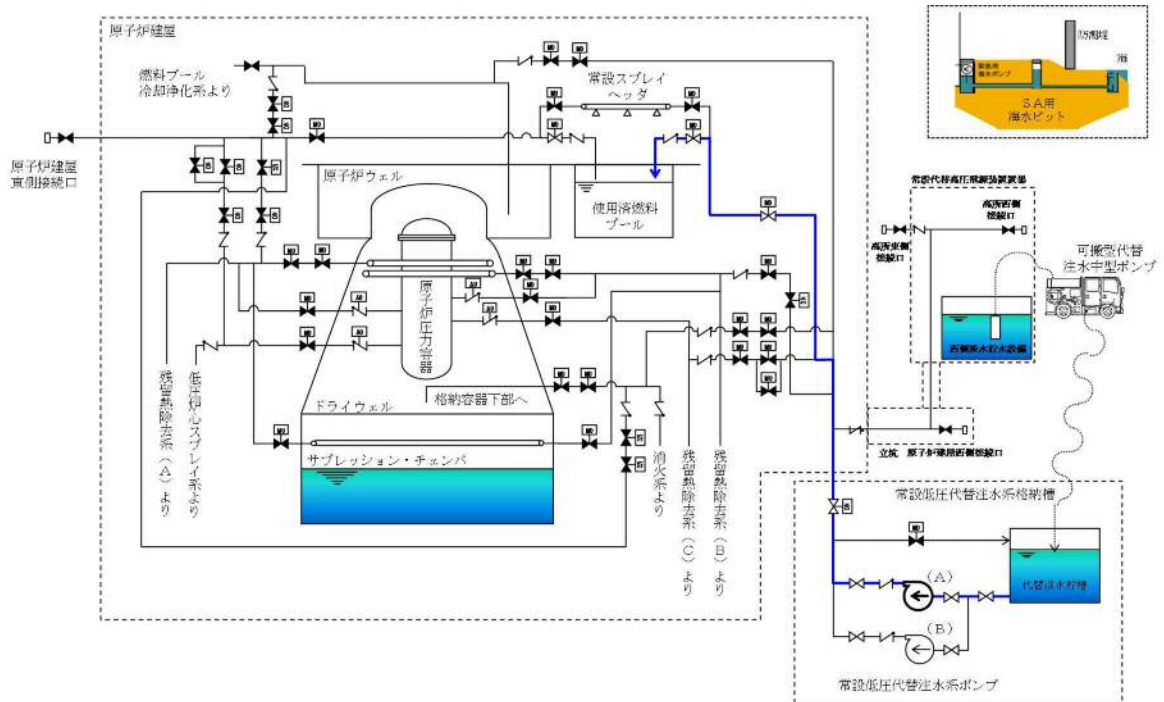 原子炉建屋
燃料プール
冷却浄化系より
常設スプレイ
ヘッダ
防潮堤
海
緊急用
海水ポンプ
SA用
海水ピット
原子炉建屋
東側接続口
原子炉ウェル
使用済燃料
プール
常設代替高圧電源装置置場
高所西側
接続口
高所東側
接続口
可搬型代替
注水中型ポンプ
西側淡水貯水設備
原子炉圧力容器
ドライウェル
格納容器下部へ
サプレッション・チェンバ
残留熱除去系(A)より
低圧炉心スプレイ系より
消火系より
残留熱除去系(C)より
残留熱除去系(B)より
立坑
原子炉建屋西側接続口
常設低圧代替注水系格納槽
(A)
代替淡水貯槽
(B)
常設低圧代替注水系ポンプ